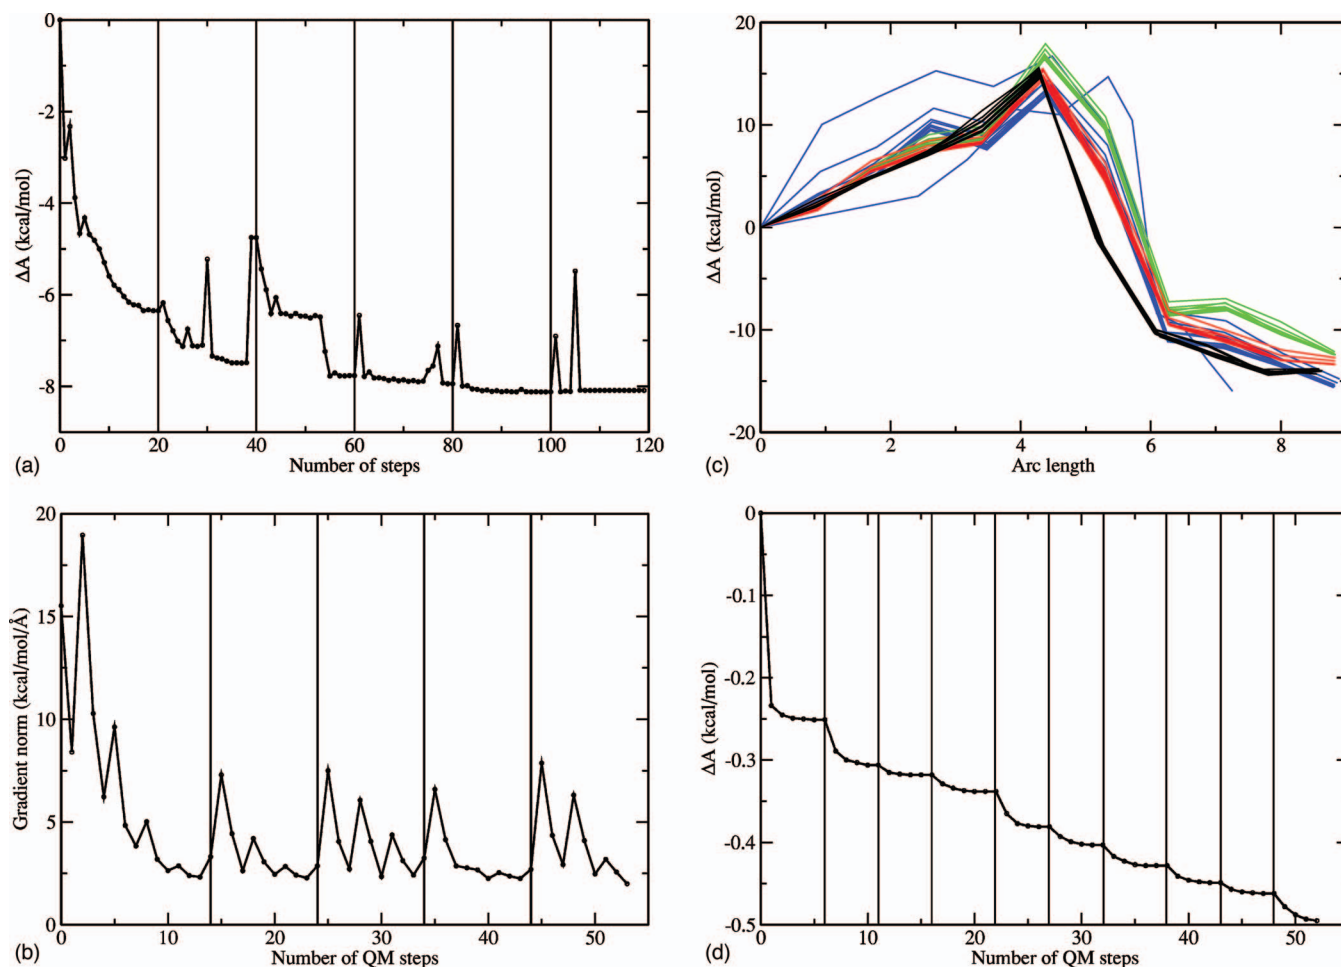 0
-2
-4
-6
-8
ΔA (kcal/mol)
0 20 40 60 80 100 120
Number of steps
(a)
20
10
0
-10
-20
ΔA (kcal/mol)
0 2 4 6 8
Arc length
(c)
20
15
10
5
0
Gradient norm (kcal/mol/Å)
0 10 20 30 40 50
Number of QM steps
(b)
0
-0.1
-0.2
-0.3
-0.4
-0.5
ΔA (kcal/mol)
0 10 20 30 40 50
Number of QM steps
(d)